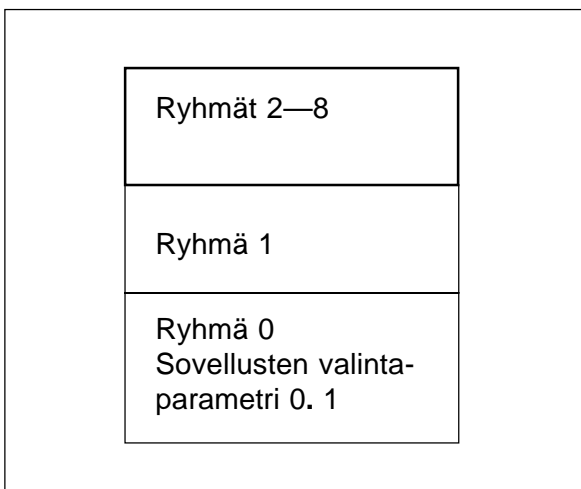 Ryhmät 2—8
Ryhmä 1
Ryhmä 0
Sovellusten valinta-
parametri 0. 1